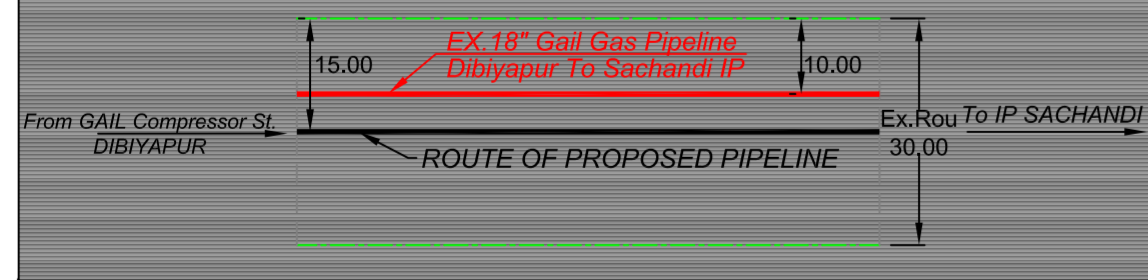 EX.18" Gail Gas Pipeline
Dibiyapur To Sachandi IP
15.00
10.00
From GAIL Compressor St.
DIBIYAPUR
Ex.Rou
To IP SACHANDI
30.00
ROUTE OF PROPOSED PIPELINE